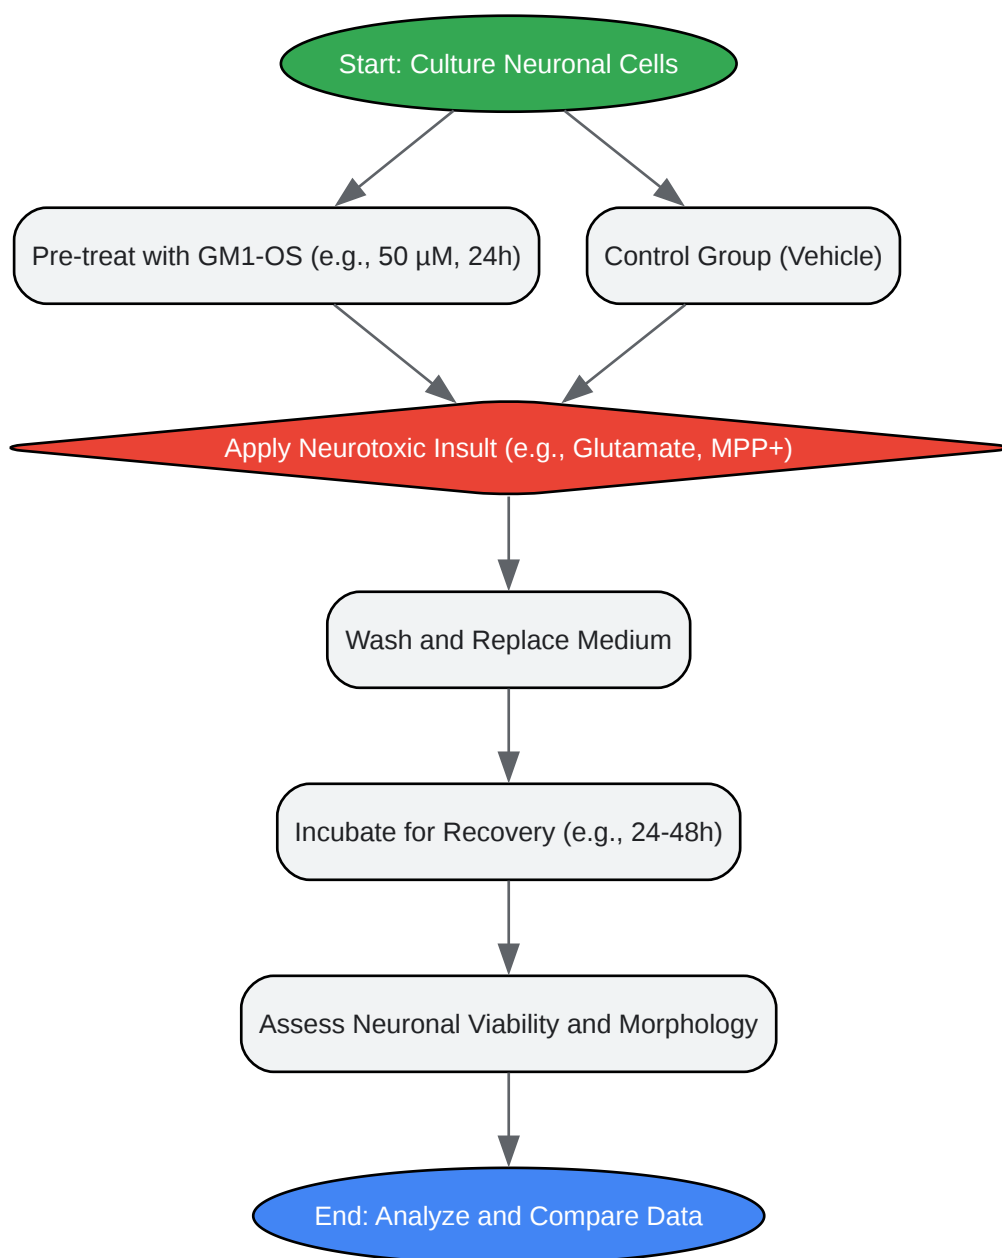 Start: Culture Neuronal Cells
Pre-treat with GM1-OS (e.g., 50 µM, 24h)
Control Group (Vehicle)
Apply Neurotoxic Insult (e.g., Glutamate, MPP+)
Wash and Replace Medium
Incubate for Recovery (e.g., 24-48h)
Assess Neuronal Viability and Morphology
End: Analyze and Compare Data